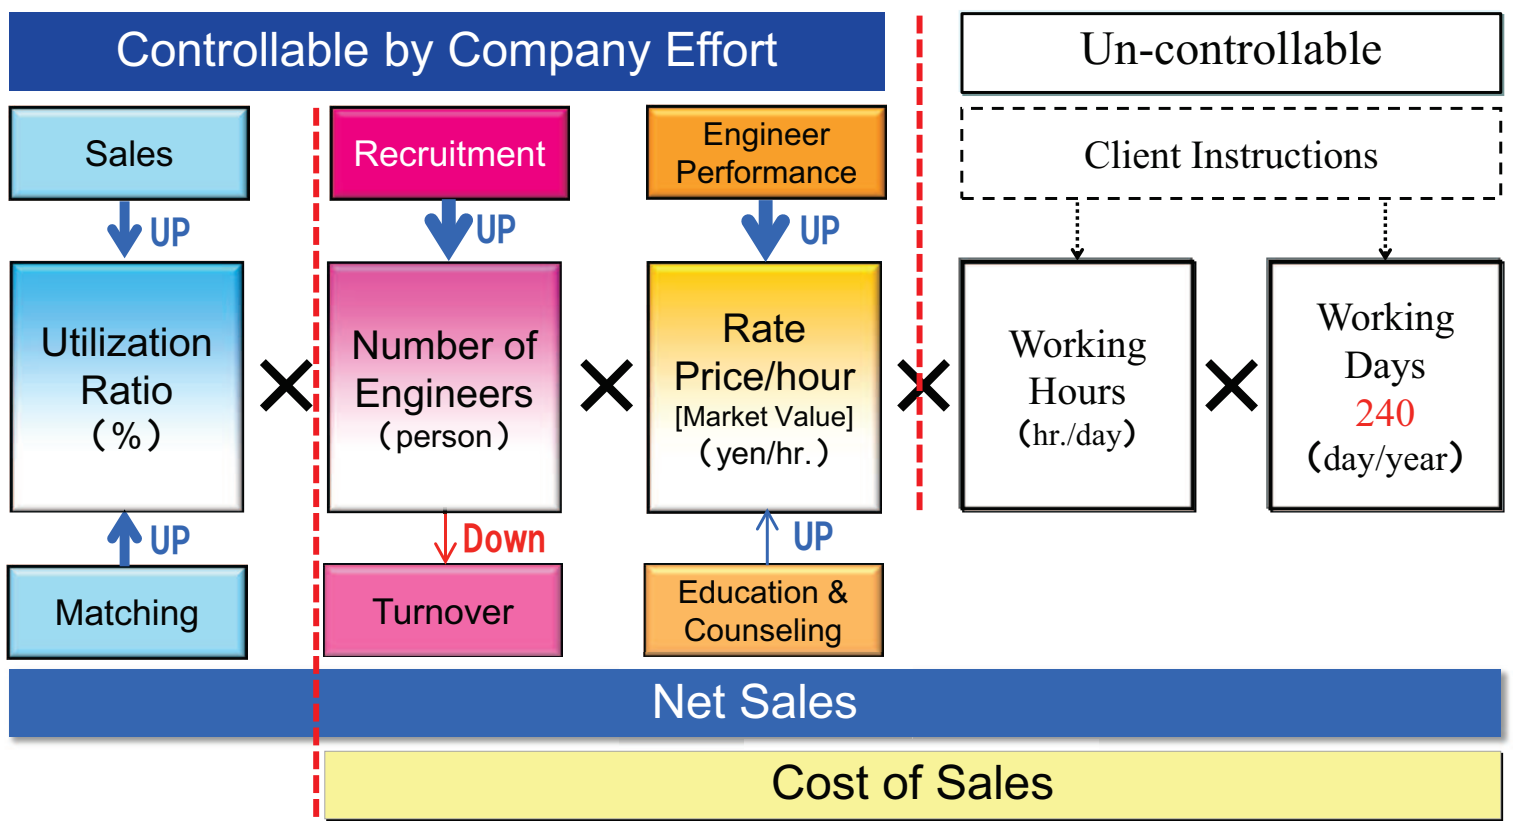 Controllable by Company Effort
Un-controllable
Sales
Recruitment
Engineer
Performance
Client Instructions
UP
UP
UP
Utilization
Ratio
(%)
×
Number of
Engineers
(person)
×
Rate
Price/hour
[Market Value]
(yen/hr.)
×
Working
Hours
(hr./day)
×
Working
Days
240
(day/year)
UP
Down
UP
Matching
Turnover
Education &
Counseling
Net Sales
Cost of Sales